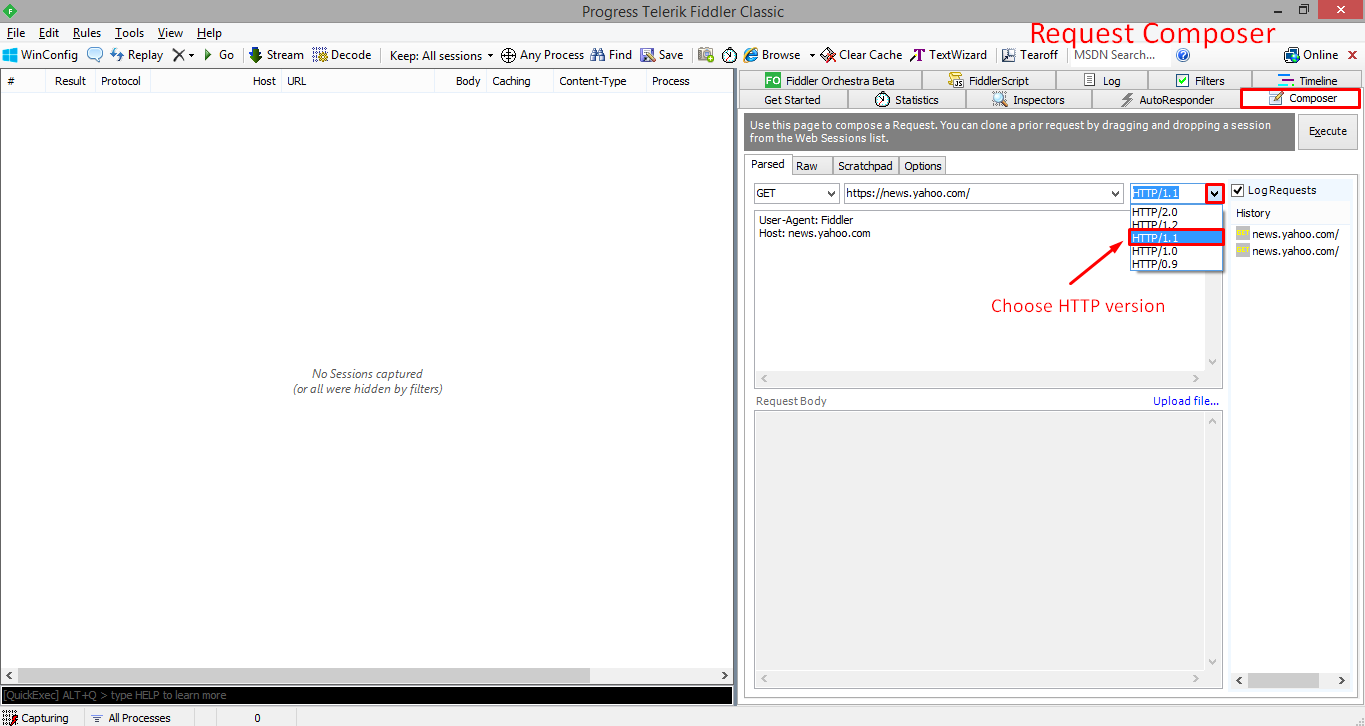 Progress Telerik Fiddler Classic
File Edit Rules Tools View Help
Request Composer
WinConfig Replay Go Stream Decode Keep: All sessions Any Process Find Save Browse Clear Cache TextWizard Tearoff MSDN Search... Online
# Result Protocol Host URL Body Caching Content-Type Process
FO Fiddler Orchestra Beta FiddlerScript Log Filters Timeline
Get Started Statistics Inspectors AutoResponder Composer
Use this page to compose a Request. You can clone a prior request by dragging and dropping a session
from the Web Sessions list.
Execute
Parsed Raw Scratchpad Options
GET https://news.yahoo.com/ HTTP/1.1 Log Requests
HTTP/2.0
HTTP/1.2
HTTP/1.1
HTTP/1.0
HTTP/0.9
User-Agent: Fiddler
Host: news.yahoo.com
History
news.yahoo.com/
news.yahoo.com/
Choose HTTP version
No Sessions captured
(or all were hidden by filters)
Request Body Upload file...
[QuickExec] ALT+Q > type HELP to learn more
Capturing All Processes 0